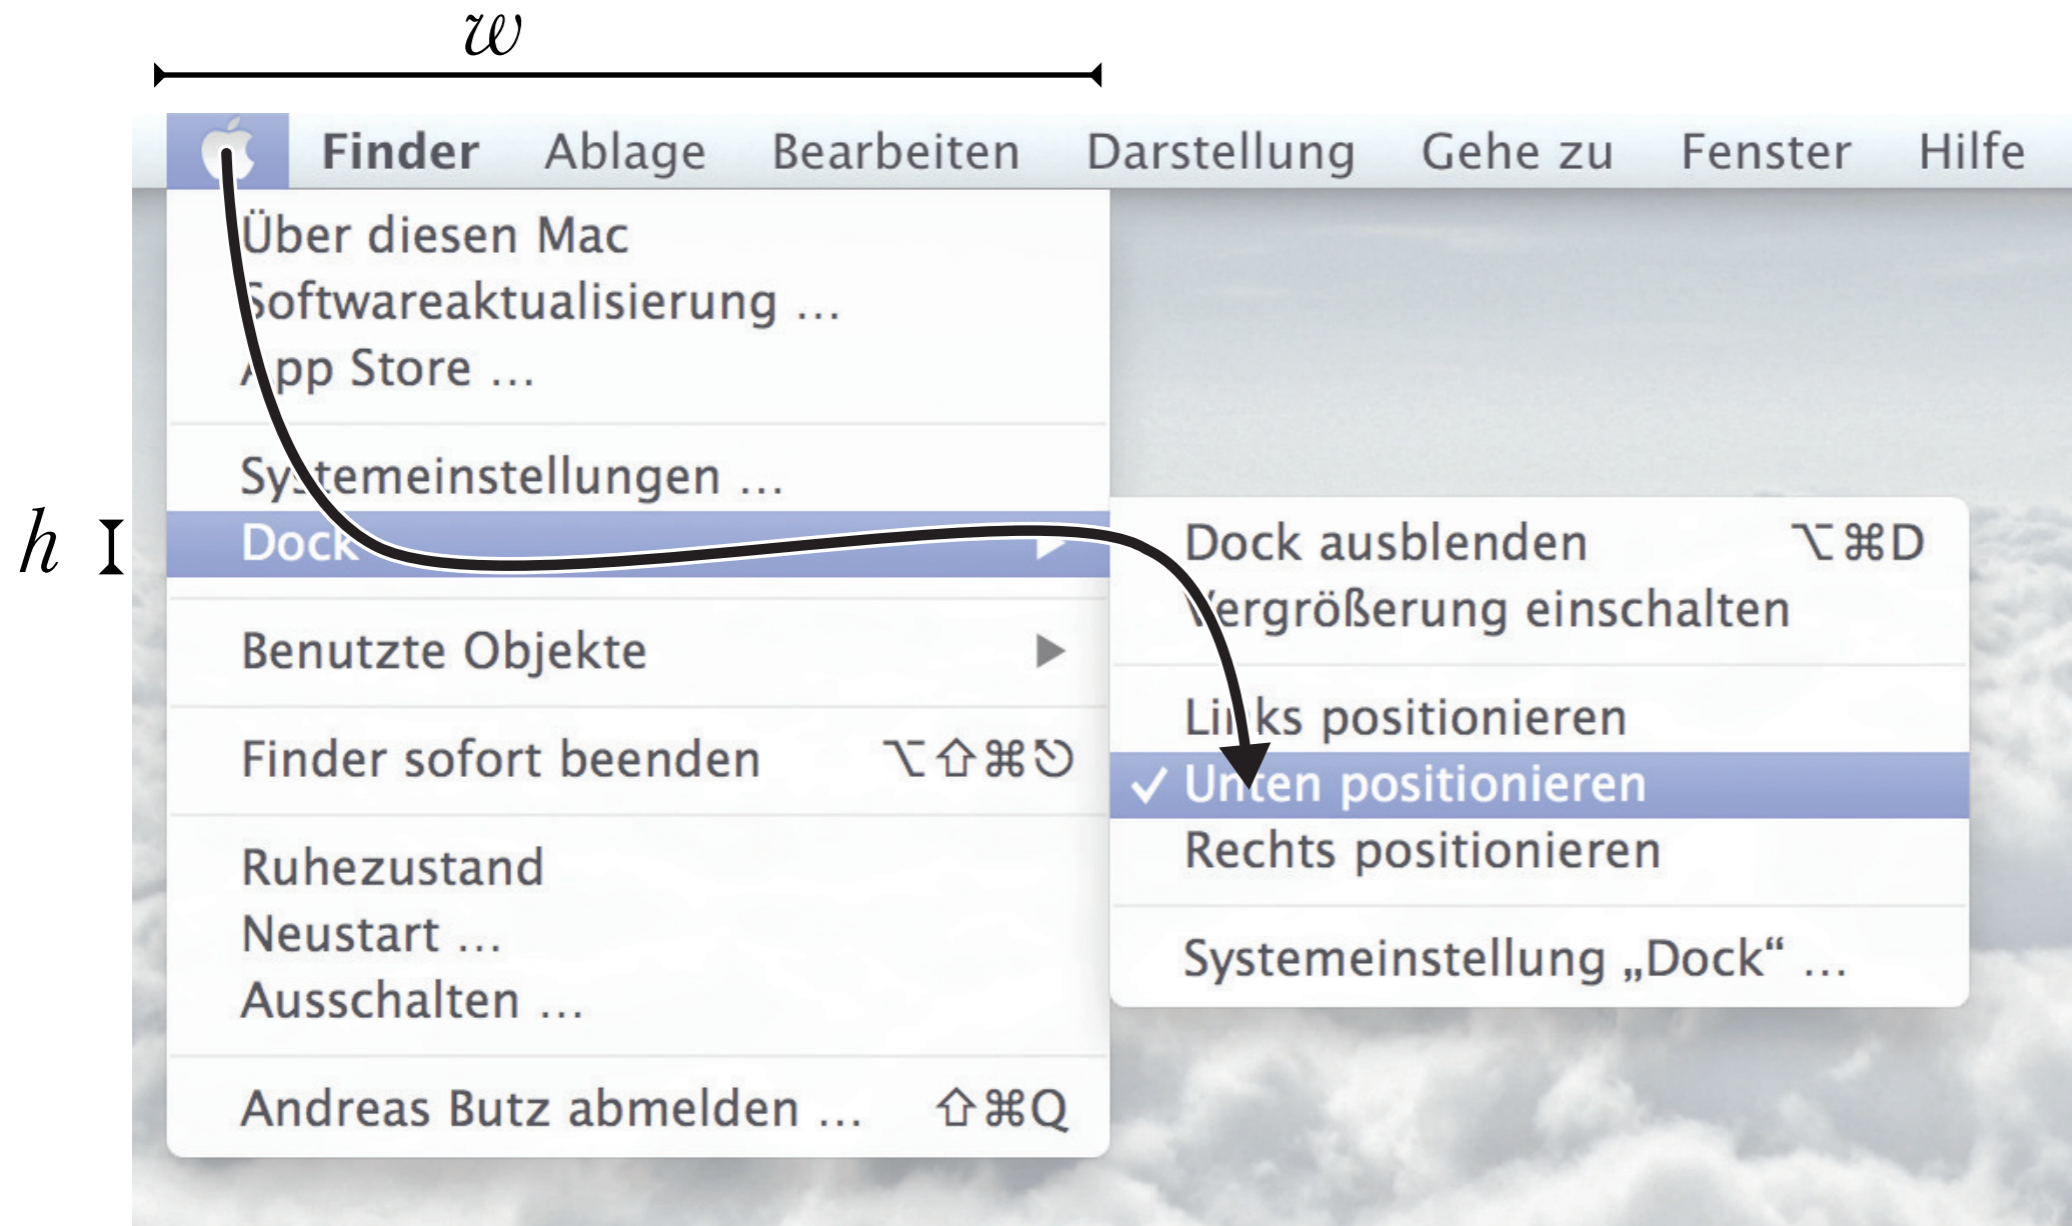 w
Finder Ablage Bearbeiten Darstellung Gehe zu Fenster Hilfe
Über diesen Mac
Softwareaktualisierung ...
App Store ...
Systemeinstellungen ...
h
Dock
Benutzte Objekte
Finder sofort beenden ⌥⇧⌘⎋
Ruhezustand
Neustart ...
Ausschalten ...
Andreas Butz abmelden ... ⇧⌘Q
Dock ausblenden ⌥⌘D
Vergrößerung einschalten
Links positionieren
✓ Unten positionieren
Rechts positionieren
Systemeinstellung „Dock“ ...